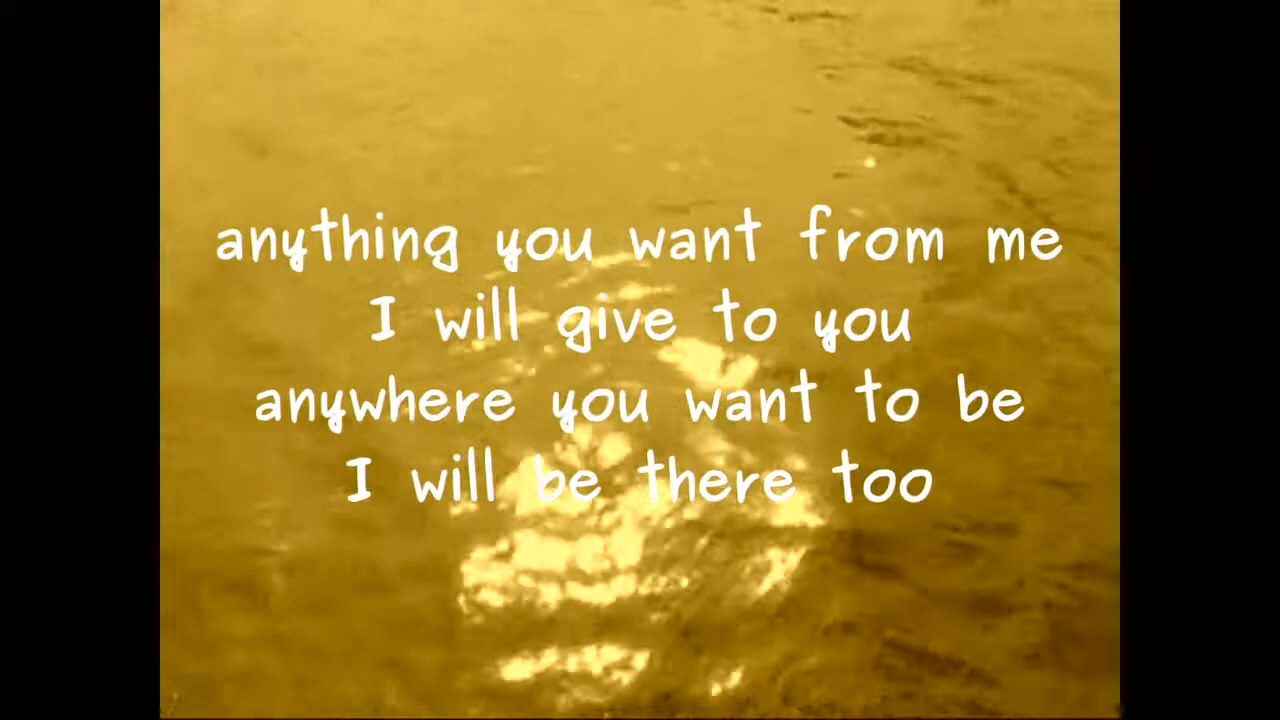 anything you want from me
I will give to you
anywhere you want to be
I will be there too